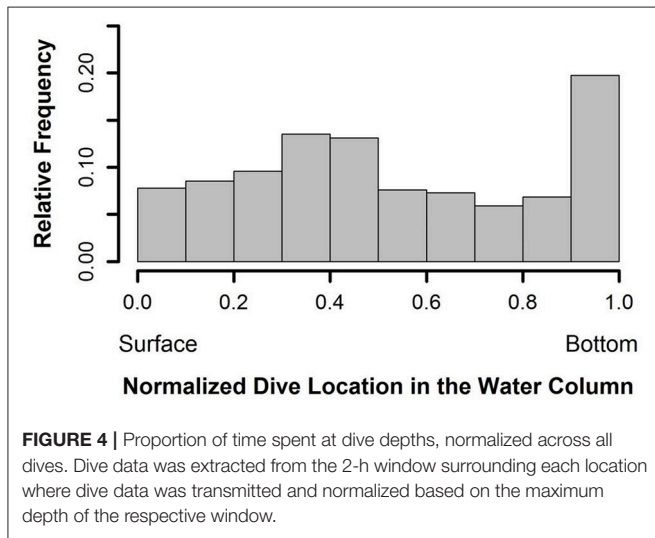 Relative Frequency
0.20
0.10
0.00
0.0 0.2 0.4 0.6 0.8 1.0
Surface Bottom
Normalized Dive Location in the Water Column
FIGURE 4 | Proportion of time spent at dive depths, normalized across all
dives. Dive data was extracted from the 2-h window surrounding each location
where dive data was transmitted and normalized based on the maximum
depth of the respective window.